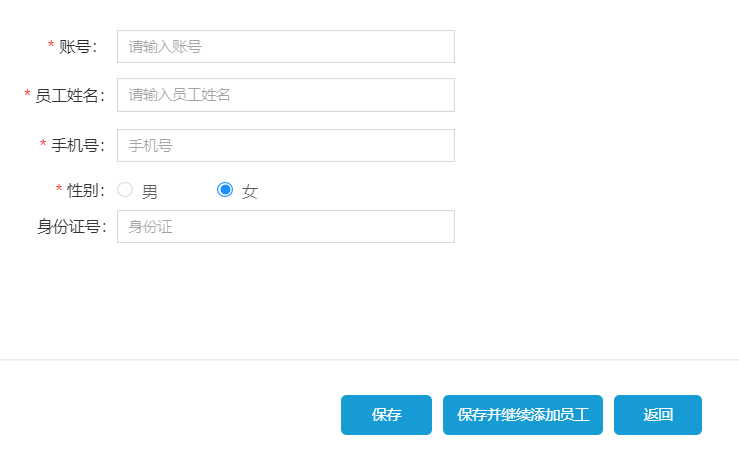 * 账号: 请输入账号
* 员工姓名: 请输入员工姓名
* 手机号: 手机号
* 性别: 男 女
身份证号: 身份证
保存 保存并继续添加员工 返回